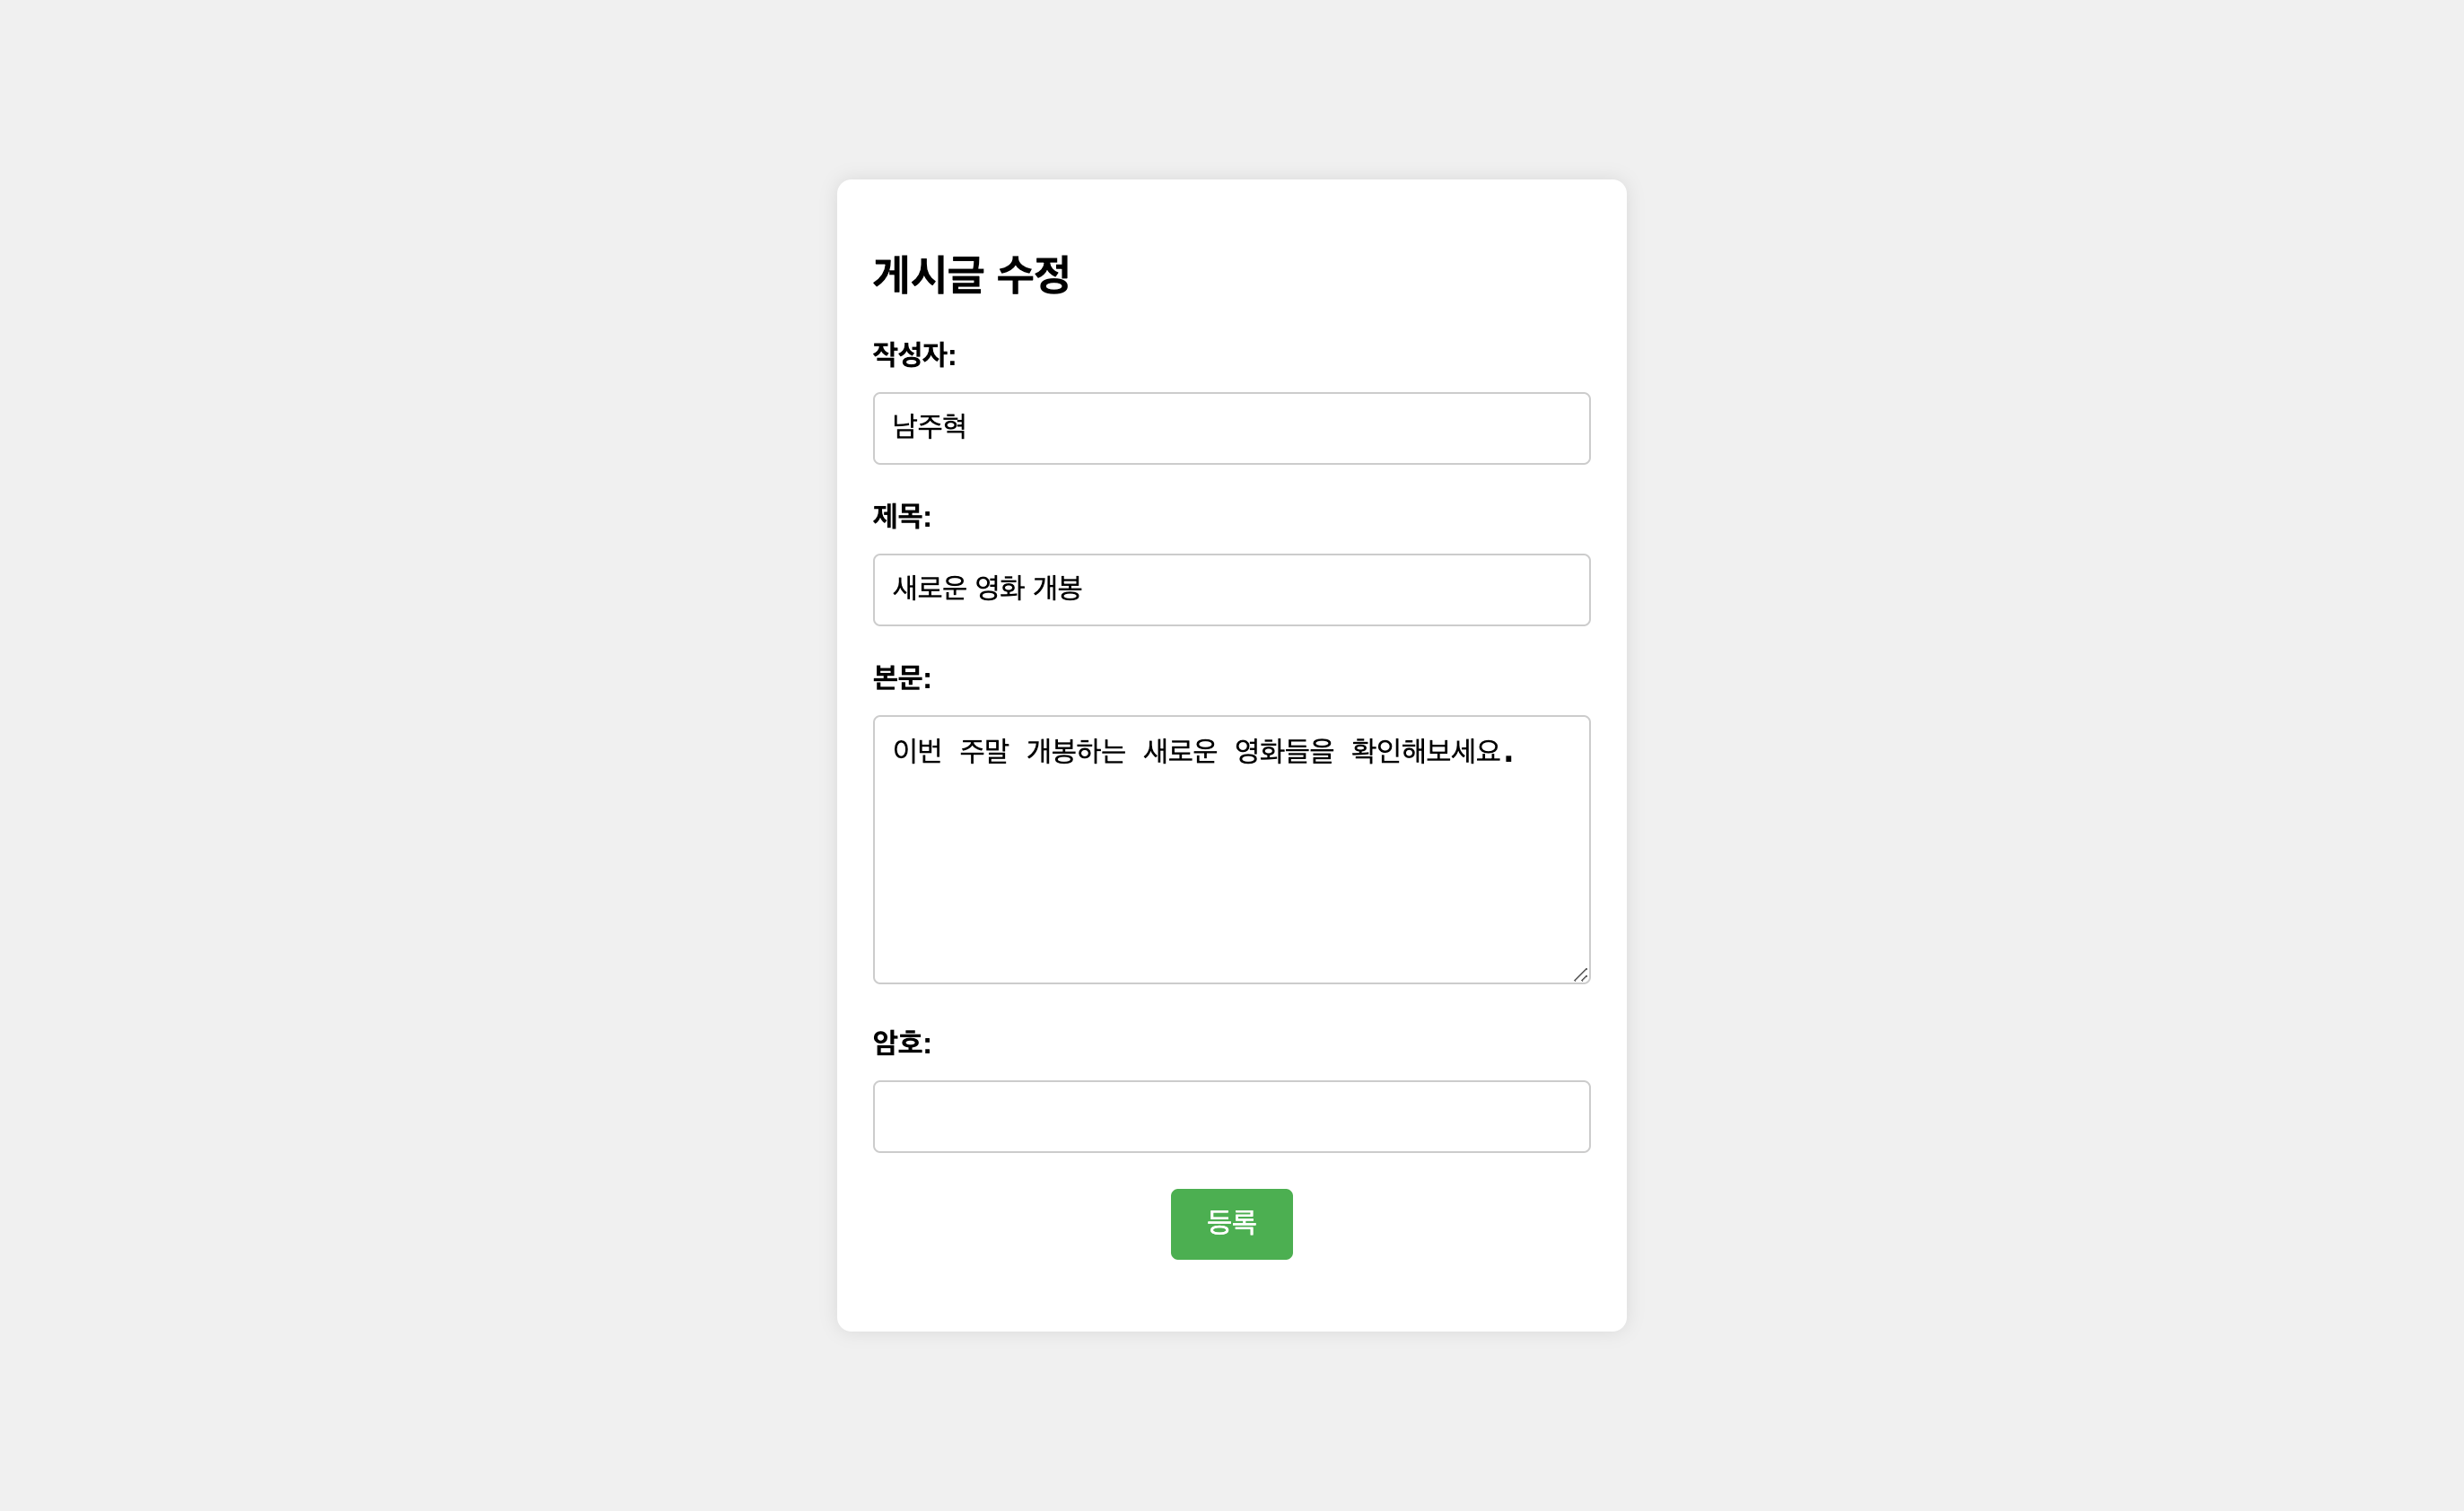 게시글 수정
작성자:
남주혁
제목:
새로운 영화 개봉
본문:
이번 주말 개봉하는 새로운 영화들을 확인해보세요.
암호:
등록